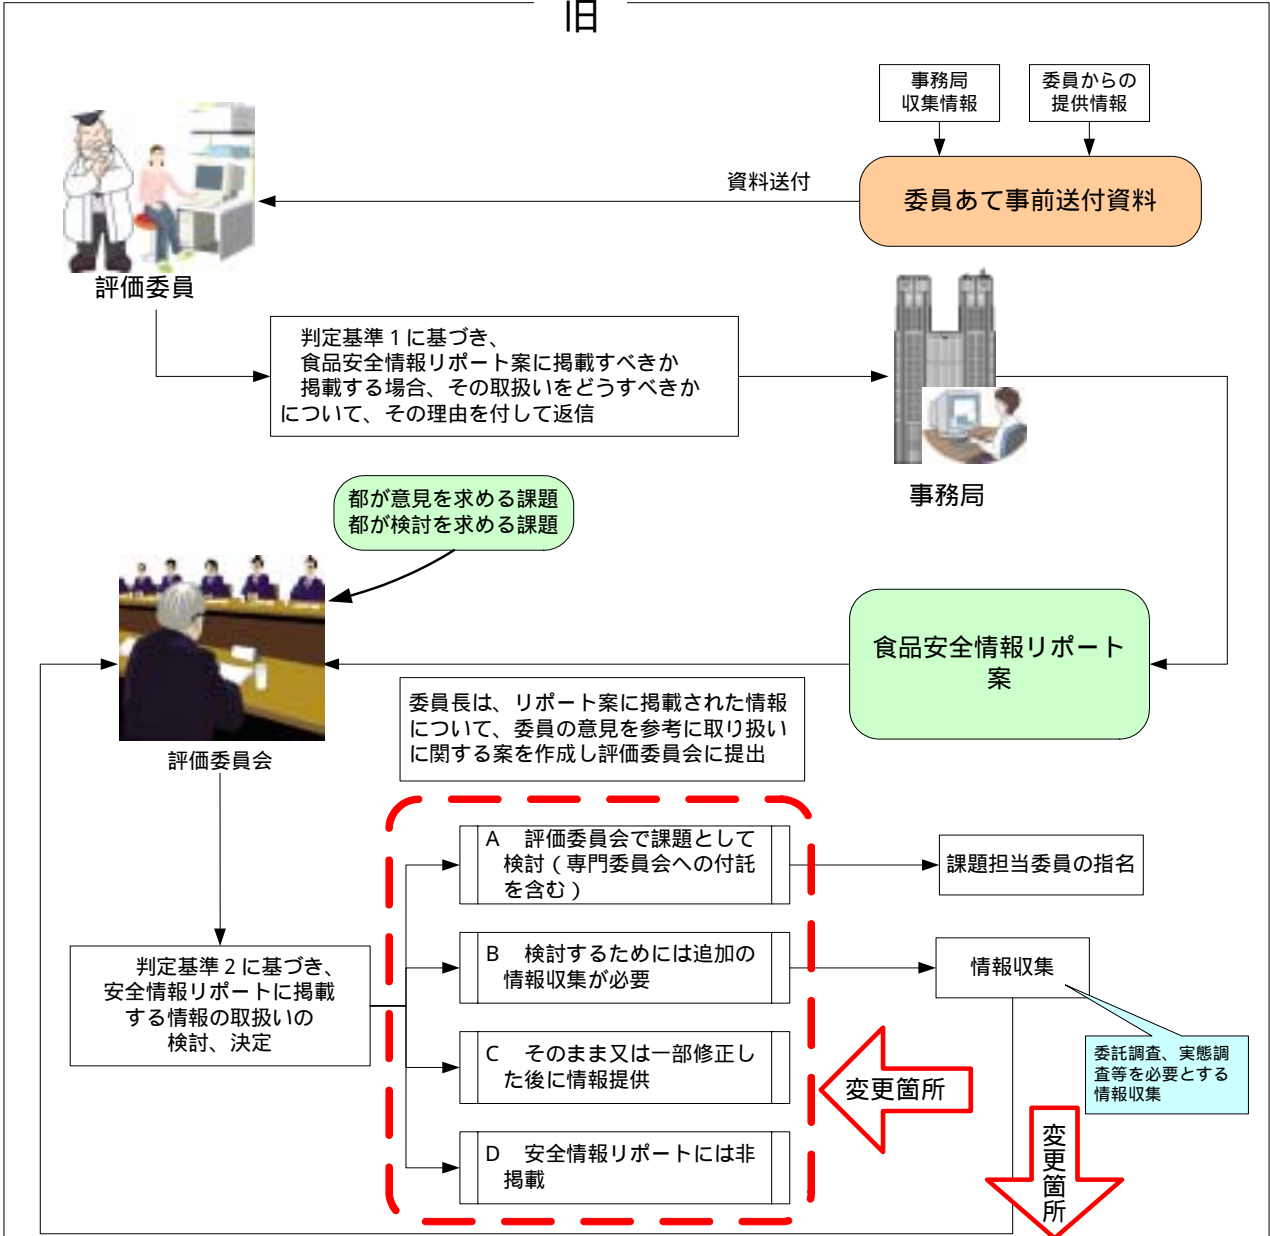 旧
事務局
収集情報
委員からの
提供情報
資料送付
委員あて事前送付資料
評価委員
判定基準1に基づき、
食品安全情報リポート案に掲載すべきか
掲載する場合、その取扱いをどうすべきか
について、その理由を付して返信
事務局
都が意見を求める課題
都が検討を求める課題
食品安全情報リポート
案
評価委員会
委員長は、リポート案に掲載された情報
について、委員の意見を参考に取り扱い
に関する案を作成し評価委員会に提出
A 評価委員会で課題として
検討(専門委員会への付託
を含む)
課題担当委員の指名
判定基準2に基づき、
安全情報リポートに掲載
する情報の取扱いの
検討、決定
B 検討するためには追加の
情報収集が必要
情報収集
C そのまま又は一部修正し
た後に情報提供
変更箇所
委託調査、実態調
査等を必要とする
情報収集
D 安全情報リポートには非
掲載
変更箇所